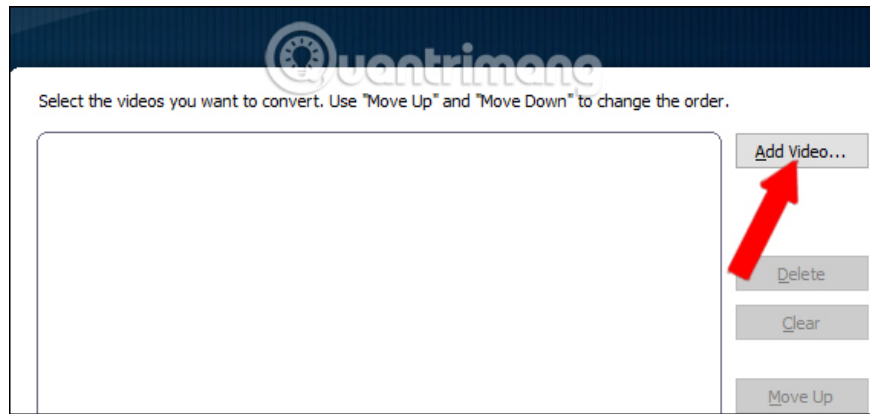 Quantrimang
Select the videos you want to convert. Use "Move Up" and "Move Down" to change the order.
Add Video...
Delete
Clear
Move Up